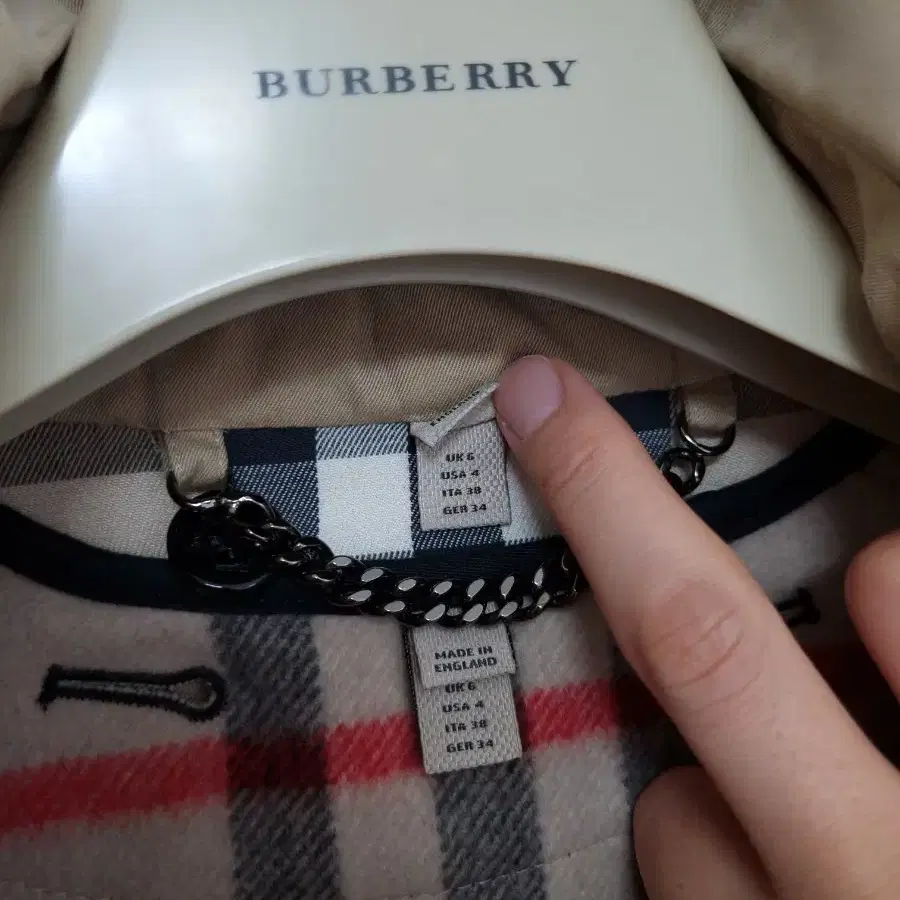 BURBERRY
UK 6
USA 4
ITA 38
GER 34
MADE IN
ENGLAND
UK 6
USA 4
ITA 38
GER 34